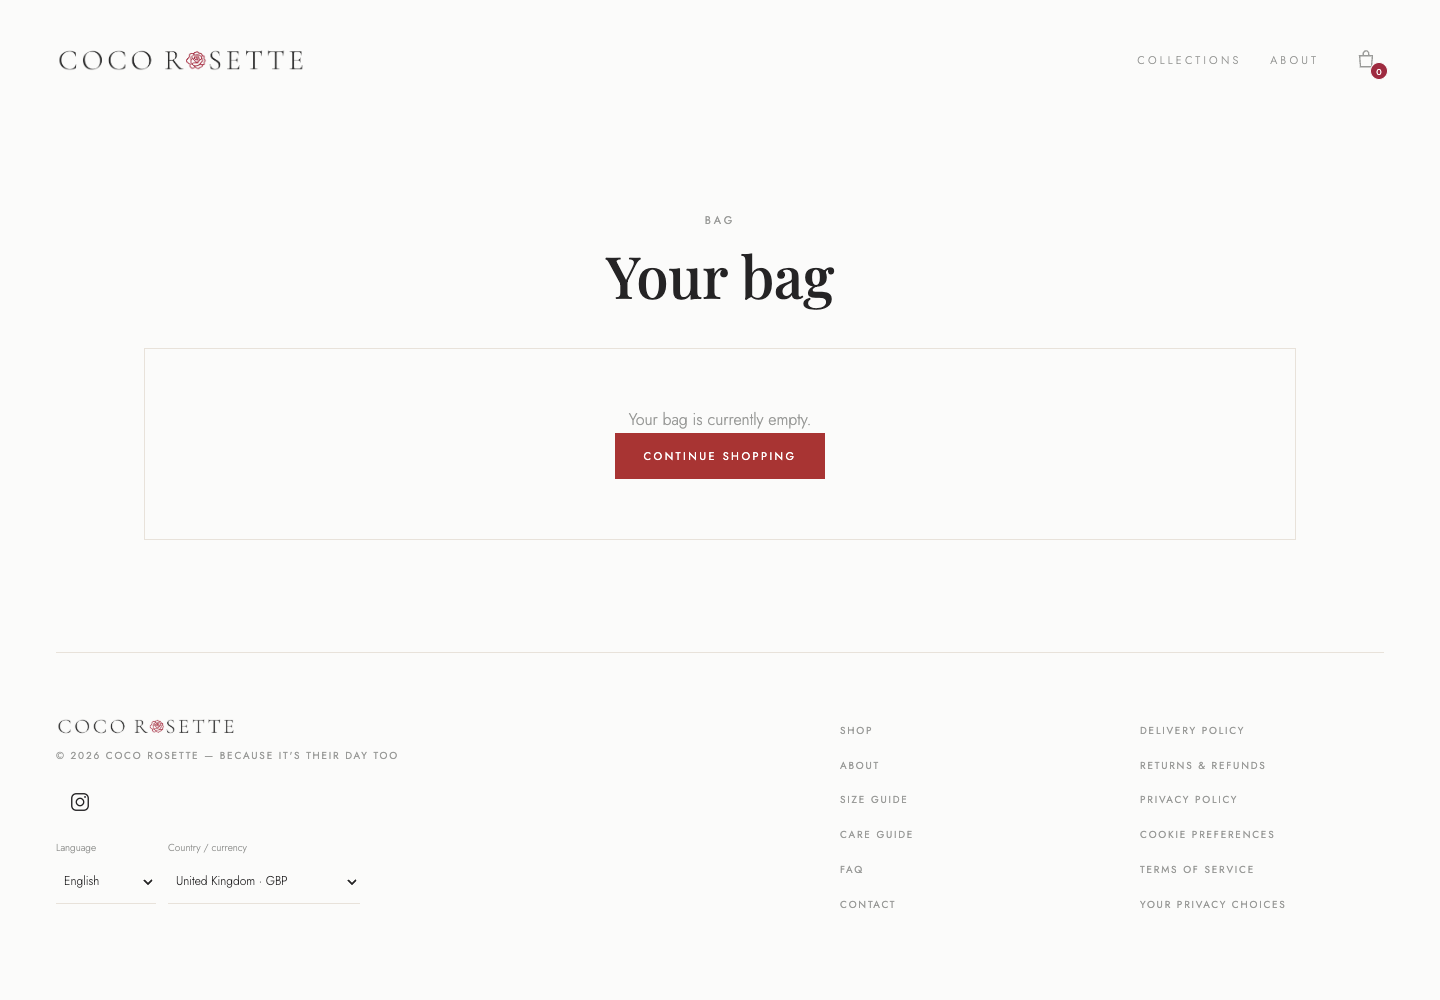 COCO ROSETTE
COLLECTIONS
ABOUT
0
BAG
Your bag
Your bag is currently empty.
CONTINUE SHOPPING
COCO ROSETTE
© 2026 COCO ROSETTE — BECAUSE IT'S THEIR DAY TOO
Language
Country / currency
English
United Kingdom · GBP
SHOP
ABOUT
SIZE GUIDE
CARE GUIDE
FAQ
CONTACT
DELIVERY POLICY
RETURNS & REFUNDS
PRIVACY POLICY
COOKIE PREFERENCES
TERMS OF SERVICE
YOUR PRIVACY CHOICES